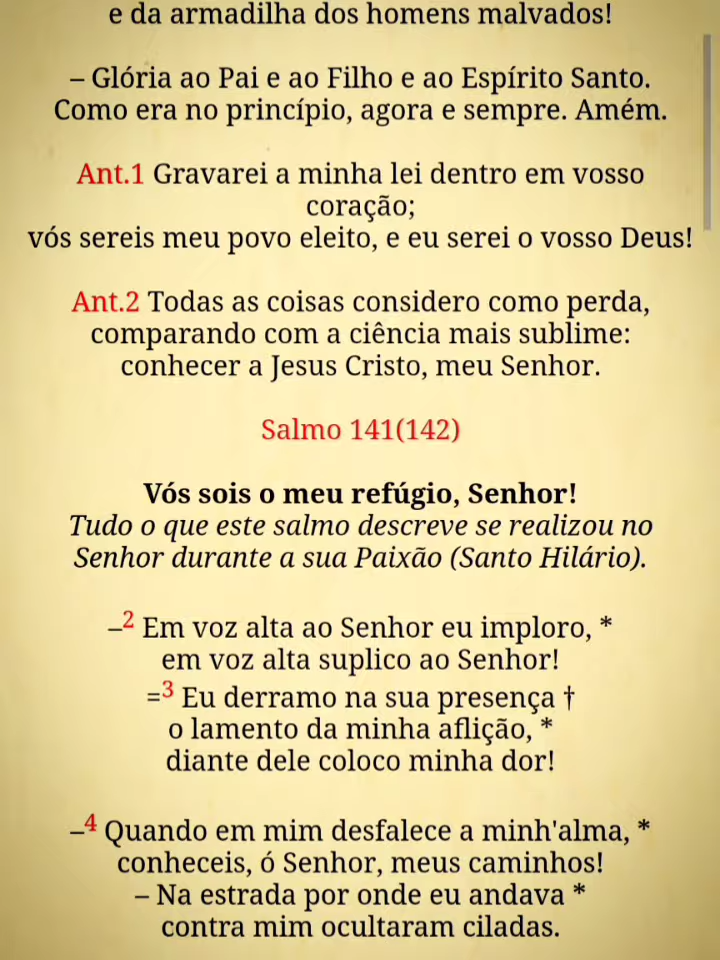 e da armadilha dos homens malvados!
– Glória ao Pai e ao Filho e ao Espírito Santo.
Como era no princípio, agora e sempre. Amém.
Ant.1 Gravarei a minha lei dentro em vosso
coração;
vós sereis meu povo eleito, e eu serei o vosso Deus!
Ant.2 Todas as coisas considero como perda,
comparando com a ciência mais sublime:
conhecer a Jesus Cristo, meu Senhor.
Salmo 141(142)
Vós sois o meu refúgio, Senhor!
Tudo o que este salmo descreve se realizou no
Senhor durante a sua Paixão (Santo Hilário).
–2 Em voz alta ao Senhor eu imploro, *
em voz alta suplico ao Senhor!
=3 Eu derramo na sua presença †
o lamento da minha aflição, *
diante dele coloco minha dor!
–4 Quando em mim desfalece a minh'alma, *
conheceis, ó Senhor, meus caminhos!
– Na estrada por onde eu andava *
contra mim ocultaram ciladas.